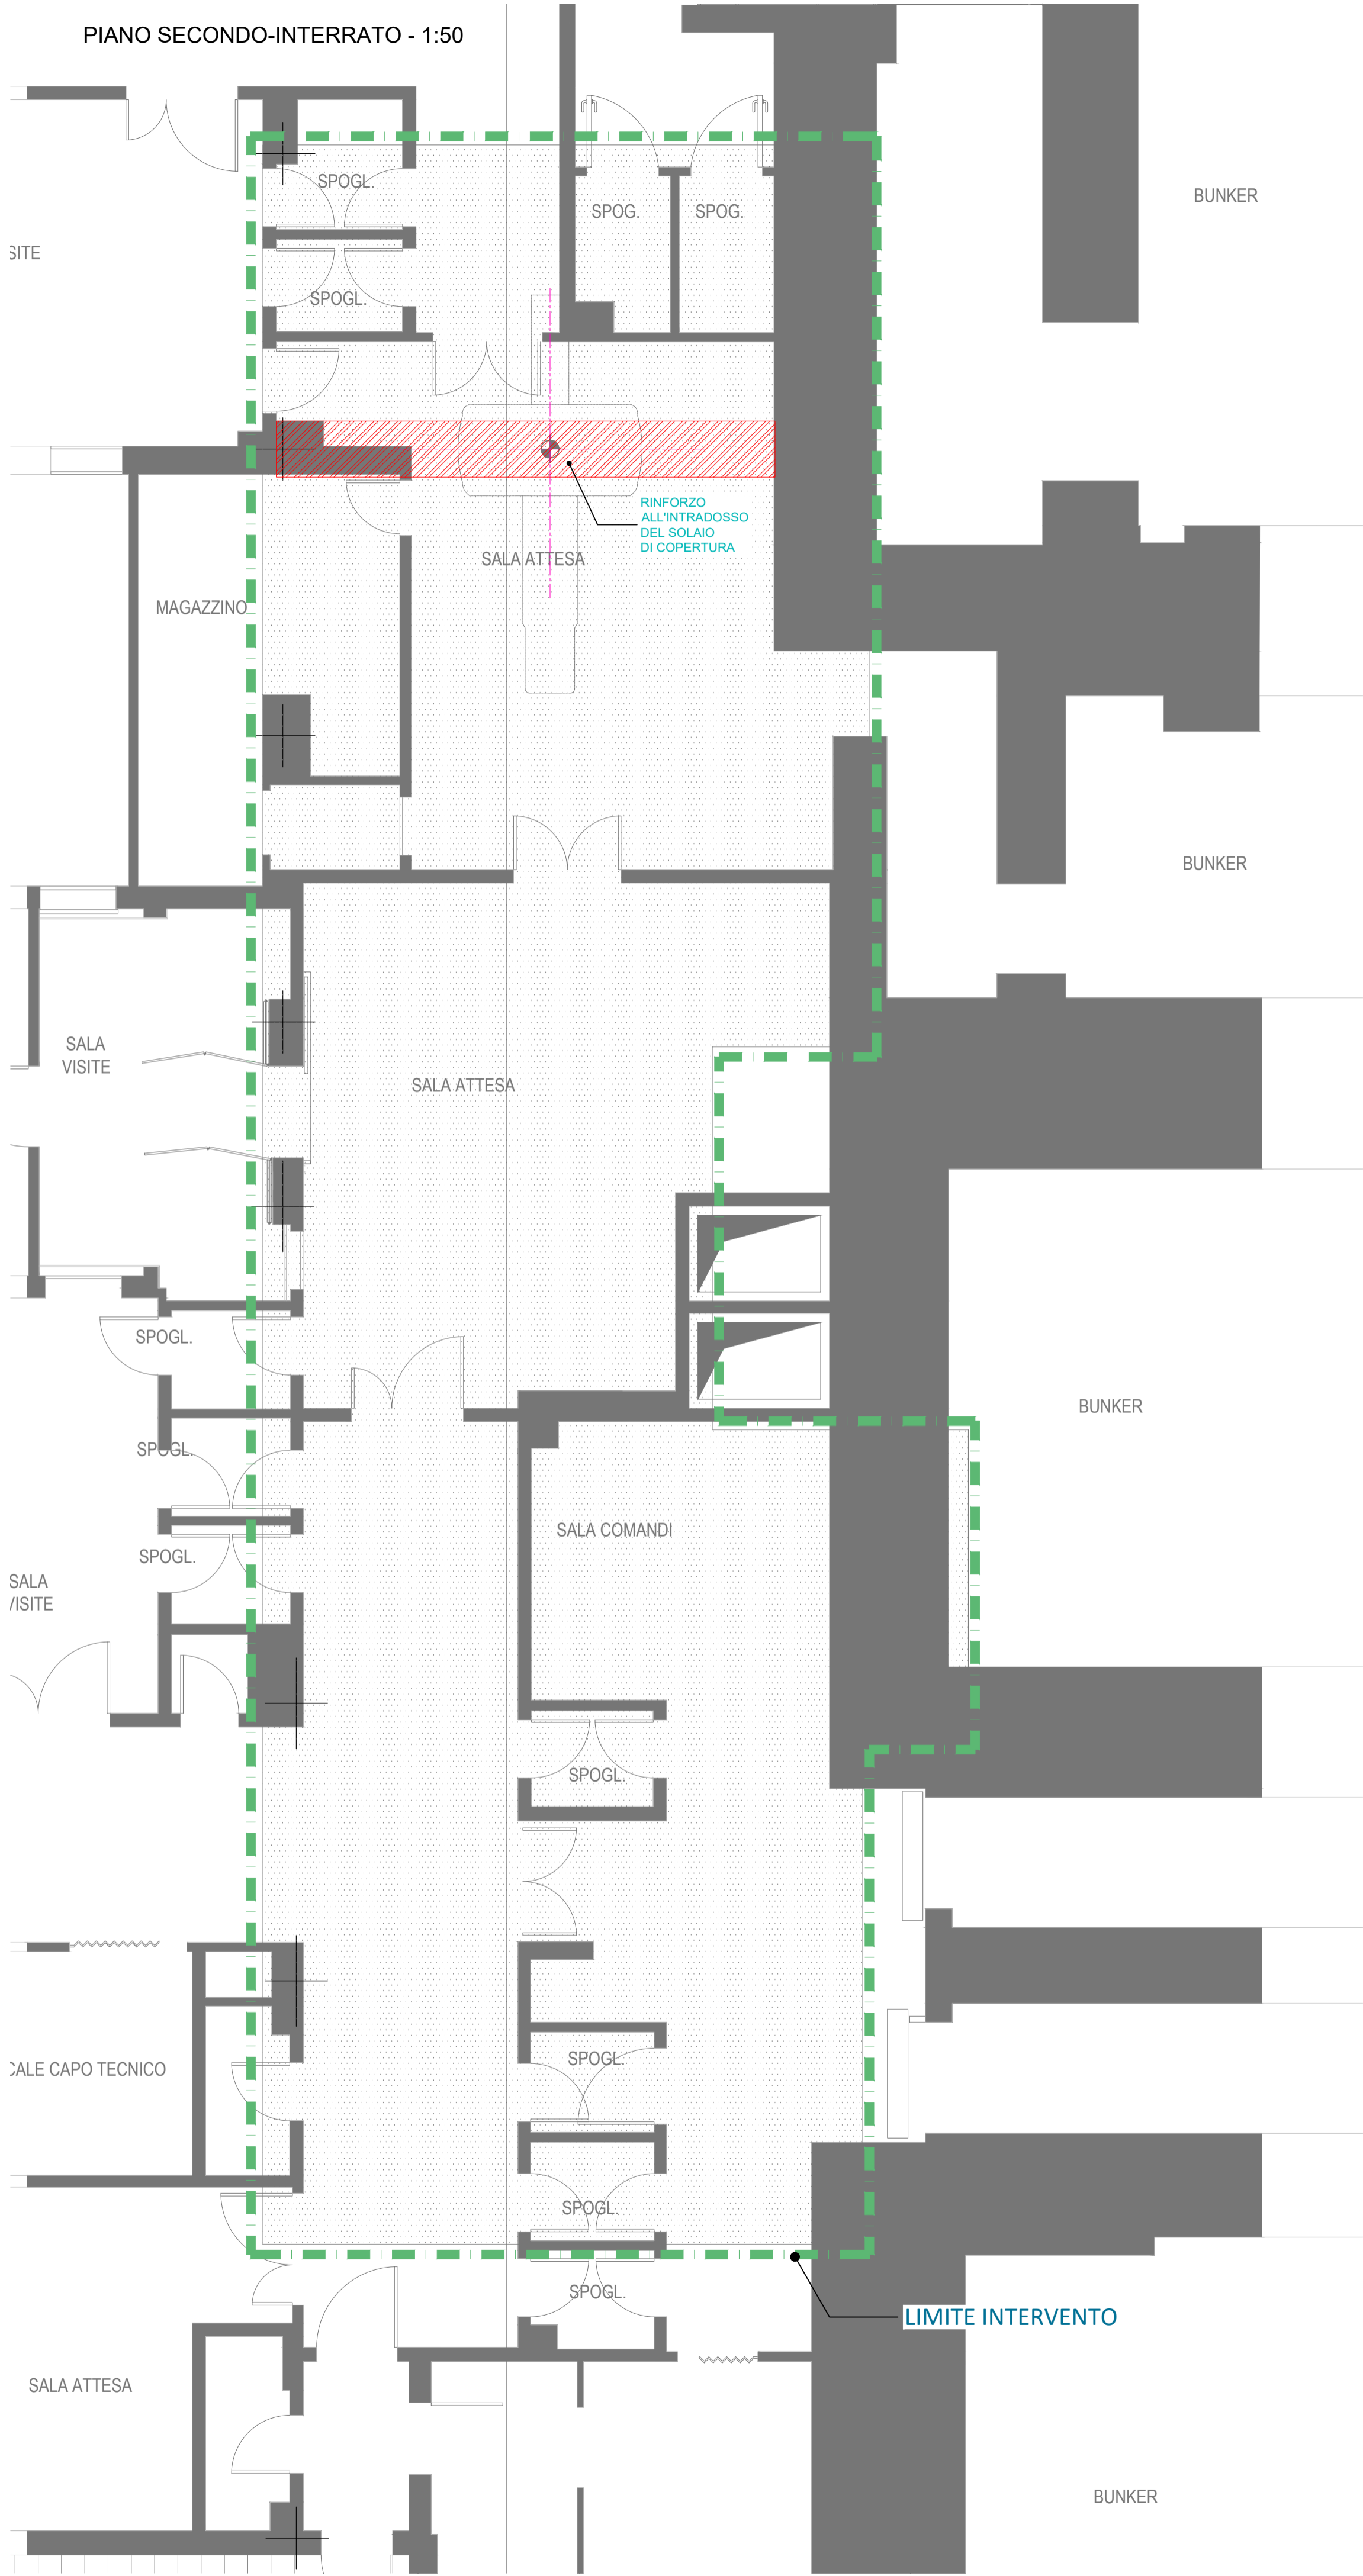 PIANO SECONDO-INTERRATO - 1:50
SPOGL.
BUNKER
SPOG.
SPOG.
SITE
SPOGL.
RINFORZO
ALL'INTRADOSSO
DEL SOLAIO
DI COPERTURA
SALA ATTESA
MAGAZZINO
BUNKER
SALA
VISITE
SALA ATTESA
SPOGL.
BUNKER
SPOGL.
SALA COMANDI
SPOGL.
SALA
VISITE
SPOGL.
SPOGL.
CALE CAPO TECNICO
SPOGL.
SPOGL.
LIMITE INTERVENTO
SALA ATTESA
BUNKER